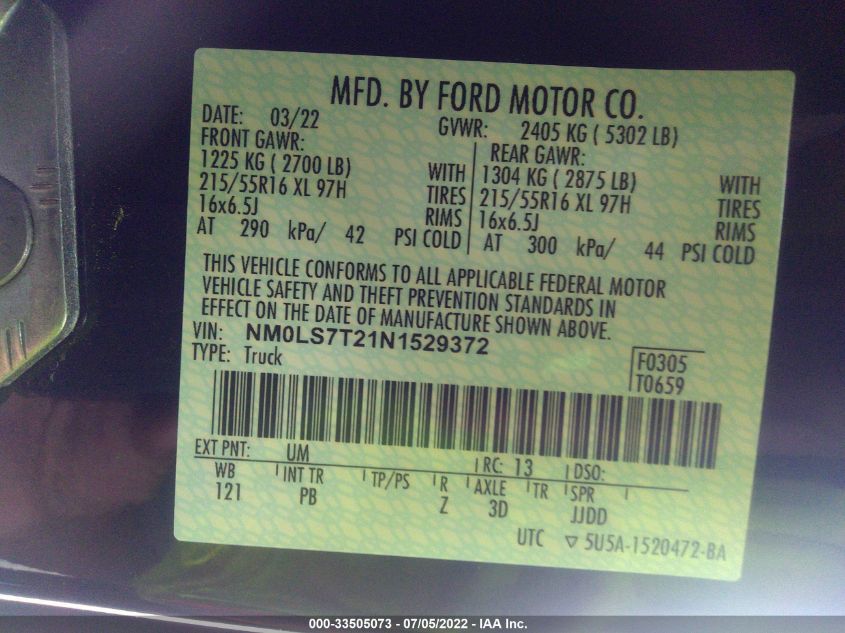 MFD. BY FORD MOTOR CO.
DATE: 03/22 GVWR: 2405 KG ( 5302 LB)
FRONT GAWR: REAR GAWR:
1225 KG ( 2700 LB) WITH 1304 KG ( 2875 LB) WITH
215/55R16 XL 97H TIRES 215/55R16 XL 97H TIRES
16x6.5J RIMS 16x6.5J RIMS
AT 290 kPa/ 42 PSI COLD AT 300 kPa/ 44 PSI COLD
THIS VEHICLE CONFORMS TO ALL APPLICABLE FEDERAL MOTOR
VEHICLE SAFETY AND THEFT PREVENTION STANDARDS IN
EFFECT ON THE DATE OF MANUFACTURE SHOWN ABOVE.
VIN: NM0LS7T21N1529372
TYPE: Truck F0305
T0659
EXT PNT: UM RC: 13 DSO:
WB INT TR TP/PS R AXLE TR SPR
121 PB Z 3D JJDD
UTC ▽ 5U5A-1520472-BA
000-33505073 - 07/05/2022 - IAA Inc.